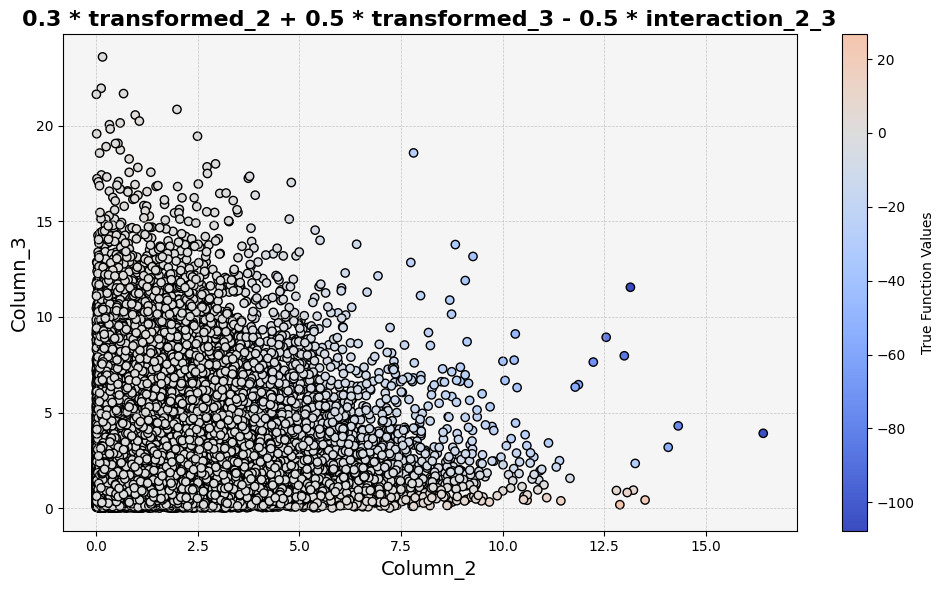 0.3 * transformed_2 + 0.5 * transformed_3 - 0.5 * interaction_2_3
Column_3
20
15
10
5
0
0.0 2.5 5.0 7.5 10.0 12.5 15.0
Column_2
20
0
−20
−40
−60
−80
−100
True Function Values